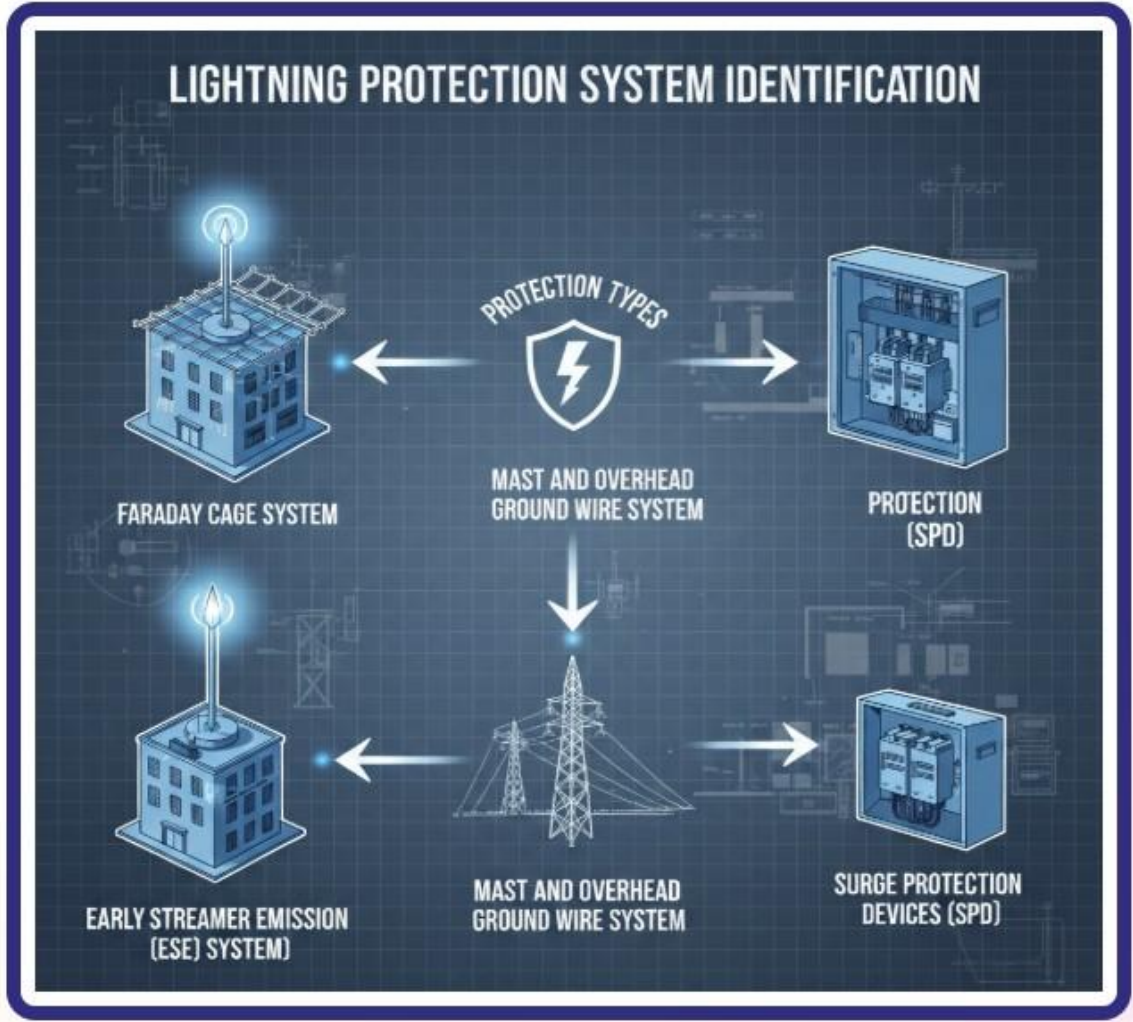 LIGHTNING PROTECTION SYSTEM IDENTIFICATION
PROTECTION TYPES
FARADAY CAGE SYSTEM
MAST AND OVERHEAD
GROUND WIRE SYSTEM
PROTECTION
(SPD)
EARLY STREAMER EMISSION
(ESE) SYSTEM)
MAST AND OVERHEAD
GROUND WIRE SYSTEM
SURGE PROTECTION
DEVICES (SPD)